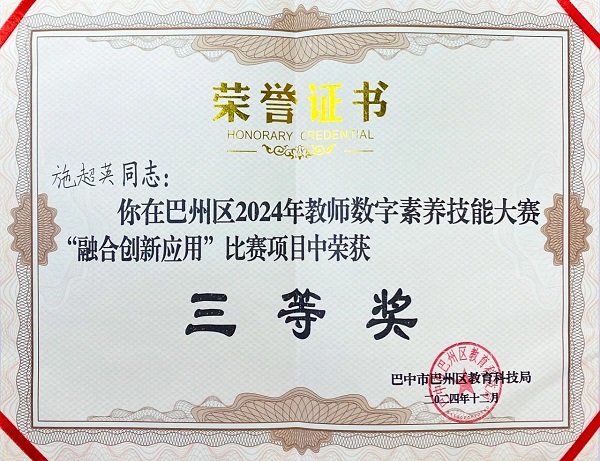 荣誉证书
HONORARY CREDENTIAL
施超英同志：
你在巴州区2024年教师数字素养技能大赛
“融合创新应用”比赛项目中荣获
三等奖
巴中市巴州区教育科技局
二〇二四年十二月